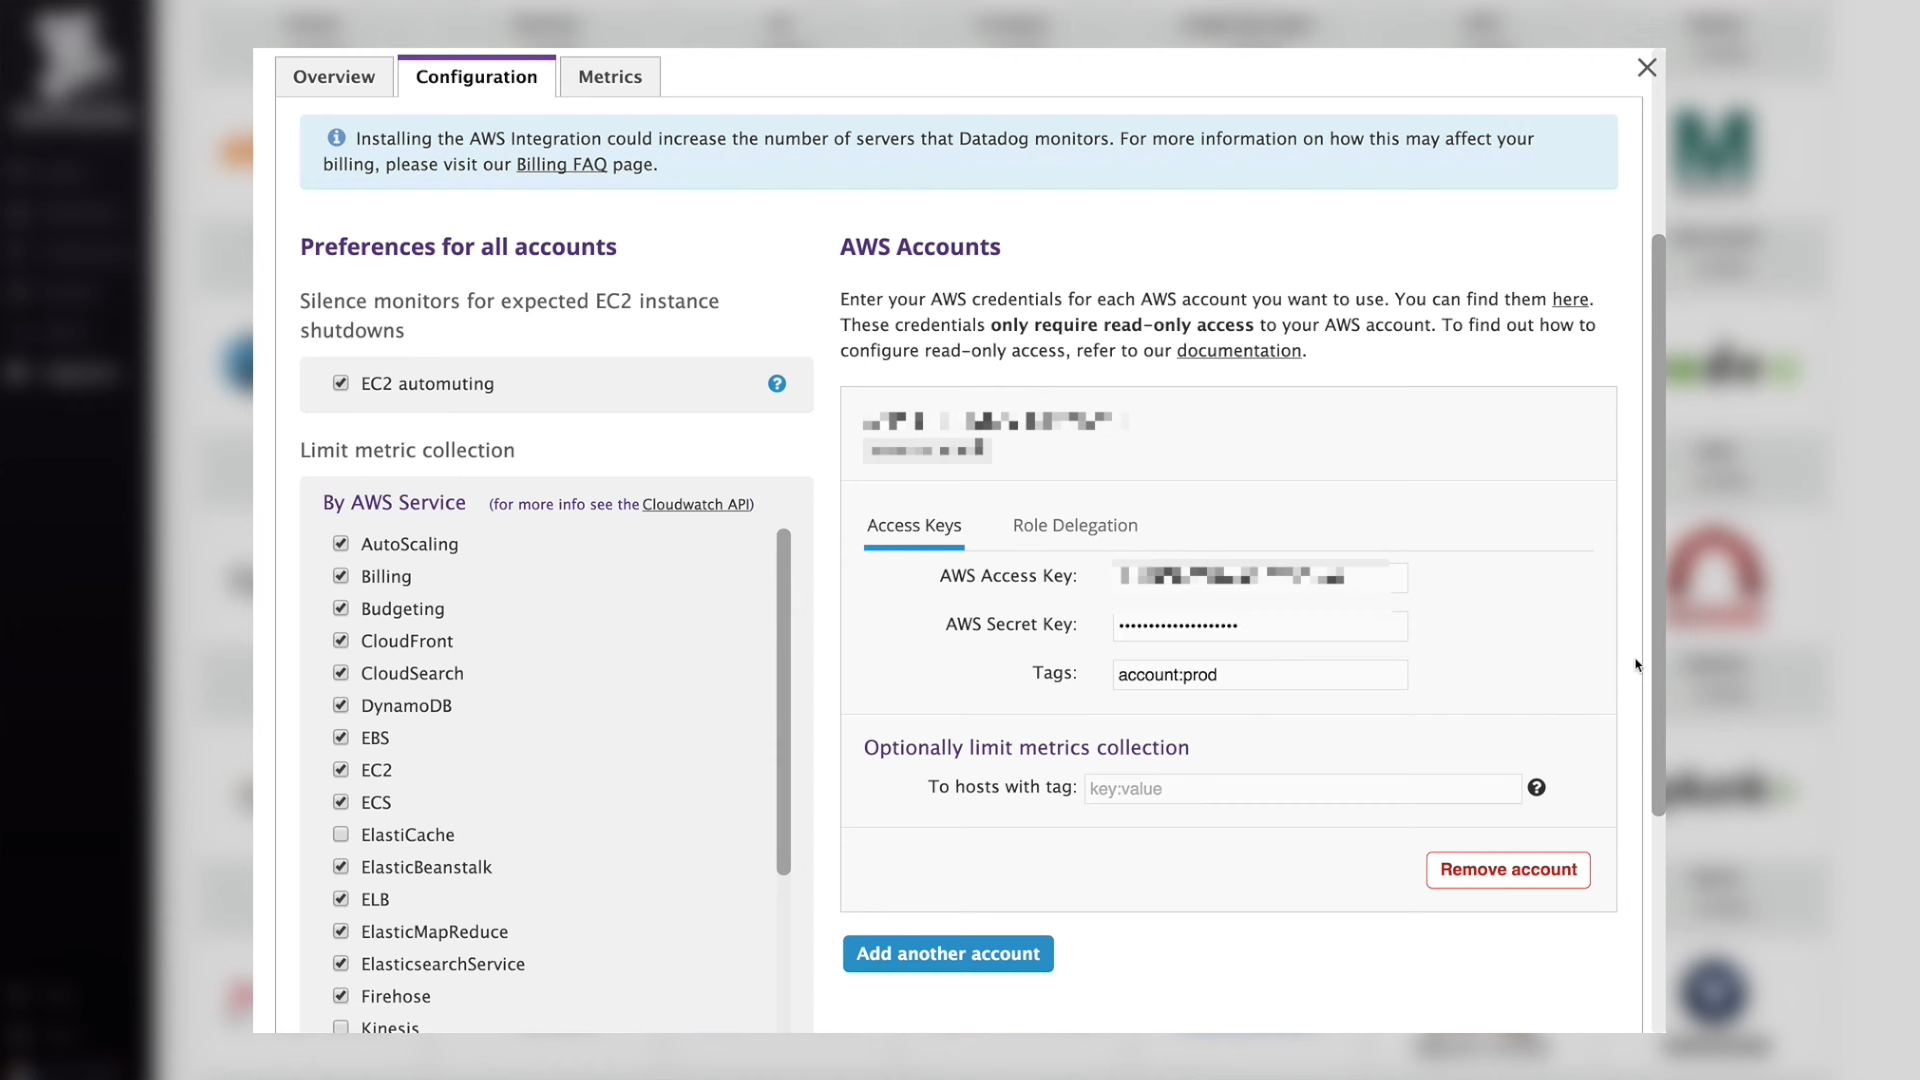 Overview
Configuration
Metrics
Installing the AWS Integration could increase the number of servers that Datadog monitors. For more information on how this may affect your
billing, please visit our Billing FAQ page.
Preferences for all accounts
Silence monitors for expected EC2 instance
shutdowns
EC2 automuting
?
Limit metric collection
By AWS Service (for more info see the Cloudwatch API)
AutoScaling
Billing
Budgeting
CloudFront
CloudSearch
DynamoDB
EBS
EC2
ECS
ElastiCache
ElasticBeanstalk
ELB
ElasticMapReduce
ElasticsearchService
Firehose
Kinesis
AWS Accounts
Enter your AWS credentials for each AWS account you want to use. You can find them here.
These credentials only require read-only access to your AWS account. To find out how to
configure read-only access, refer to our documentation.
Access Keys
Role Delegation
AWS Access Key:
AWS Secret Key: ••••••••••••••••••••
Tags: account:prod
Optionally limit metrics collection
To hosts with tag: key:value ?
Remove account
Add another account